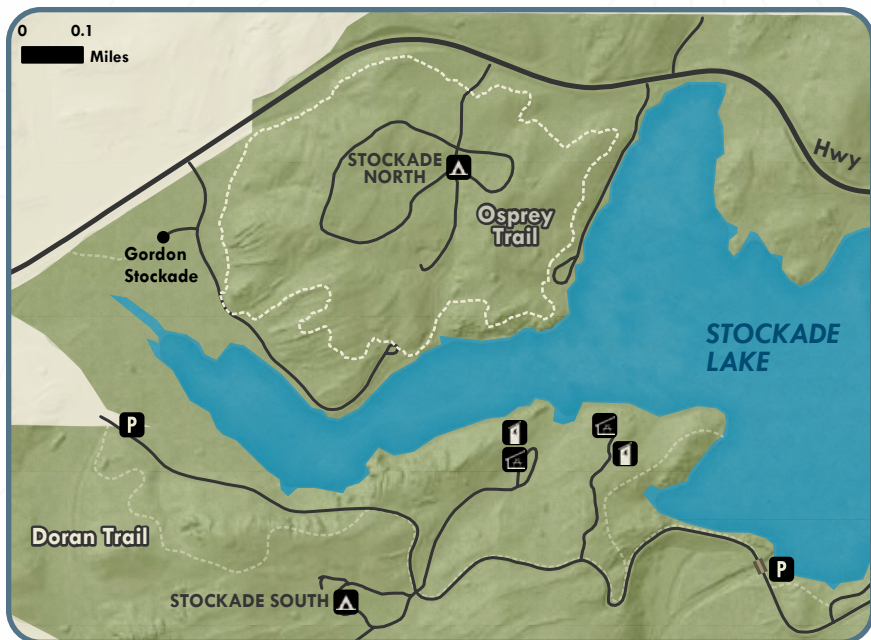 0 0.1
Miles
Hwy
STOCKADE
NORTH
Osprey
Trail
Gordon
Stockade
STOCKADE
LAKE
P
Doran Trail
P
STOCKADE SOUTH